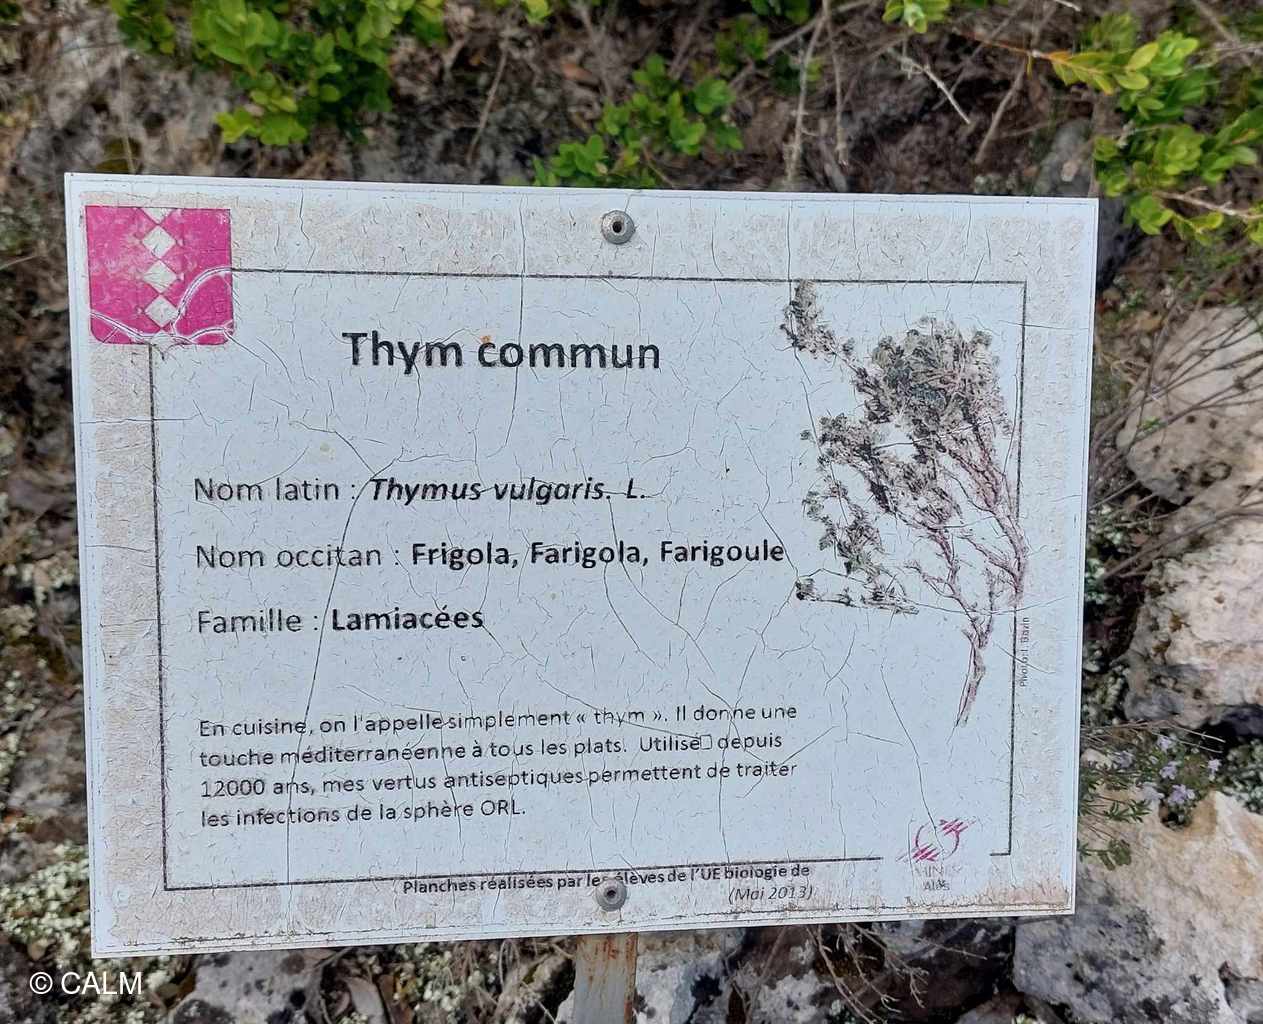 Thym commun
Nom latin : Thymus vulgaris. L.
Nom occitan : Frigola, Farigola, Farigoule
Famille : Lamiacées
En cuisine, on l'appelle simplement « thym ». Il donne une
touche méditerranéenne à tous les plats. Utilisé□ depuis
12000 ans, mes vertus antiseptiques permettent de traiter
les infections de la sphère ORL.
Planches réalisées par les élèves de l'UE biologie de
(Mai 2013)
© CALM